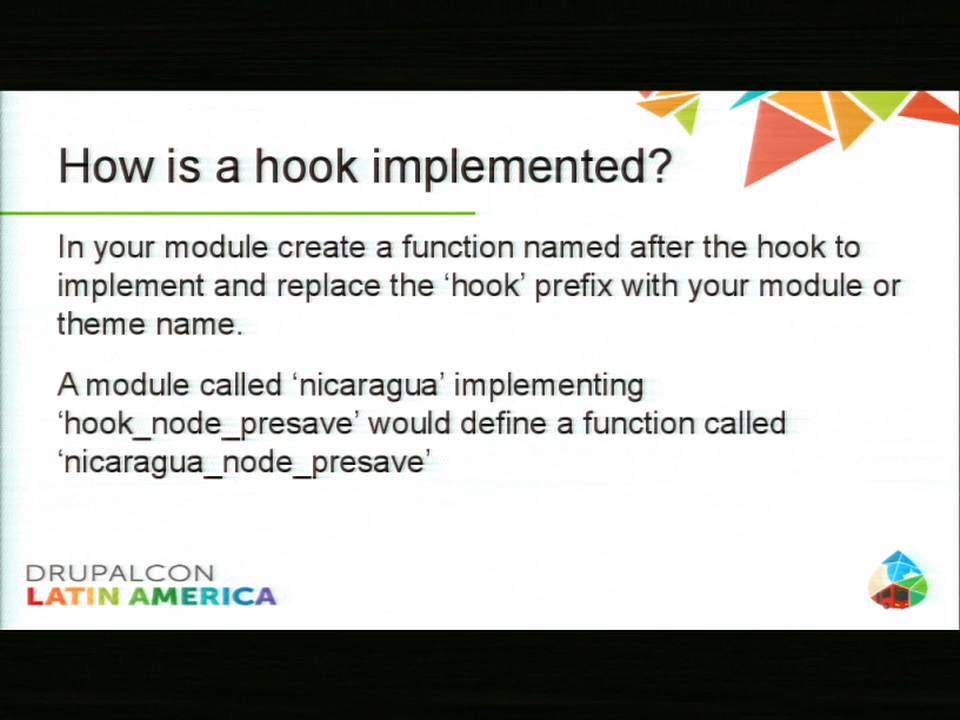 How is a hook implemented?
In your module create a function named after the hook to
implement and replace the ‘hook’ prefix with your module or
theme name.
A module called ‘nicaragua’ implementing
‘hook_node_presave’ would define a function called
‘nicaragua_node_presave’
DRUPALCON
LATIN AMERICA